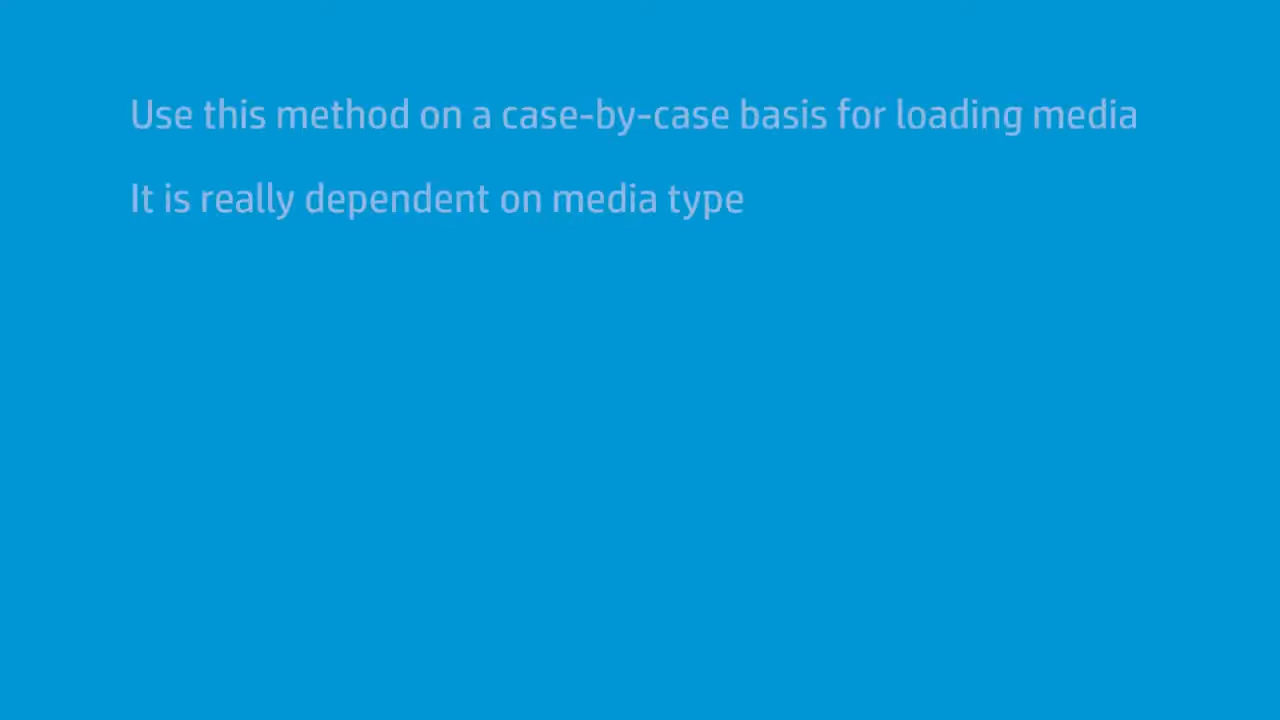 Use this method on a case-by-case basis for loading media
It is really dependent on media type